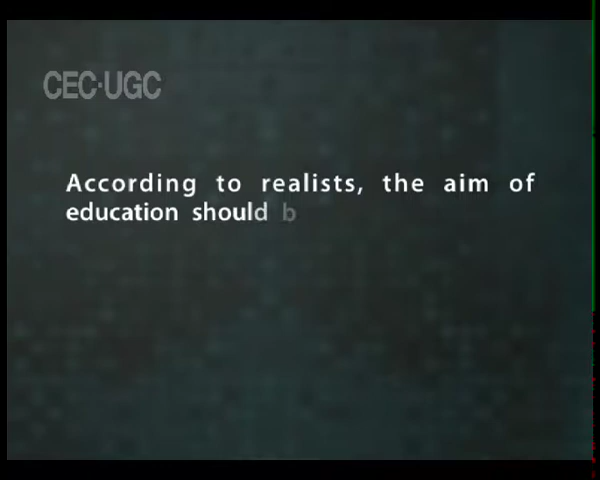 CEC-UGC
According to realists, the aim of
education should b